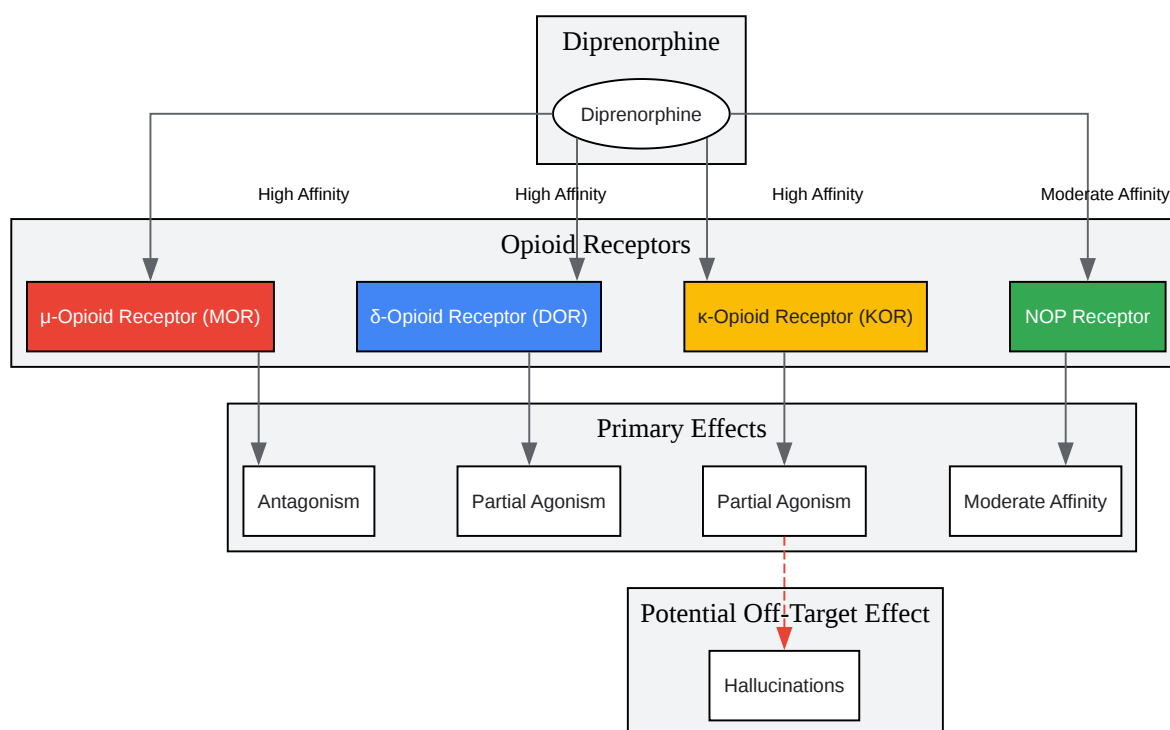 Diprenorphine
Diprenorphine
High Affinity
High Affinity
High Affinity
Moderate Affinity
Opioid Receptors
μ-Opioid Receptor (MOR)
δ-Opioid Receptor (DOR)
κ-Opioid Receptor (KOR)
NOP Receptor
Primary Effects
Antagonism
Partial Agonism
Partial Agonism
Moderate Affinity
Potential Off-Target Effect
Hallucinations